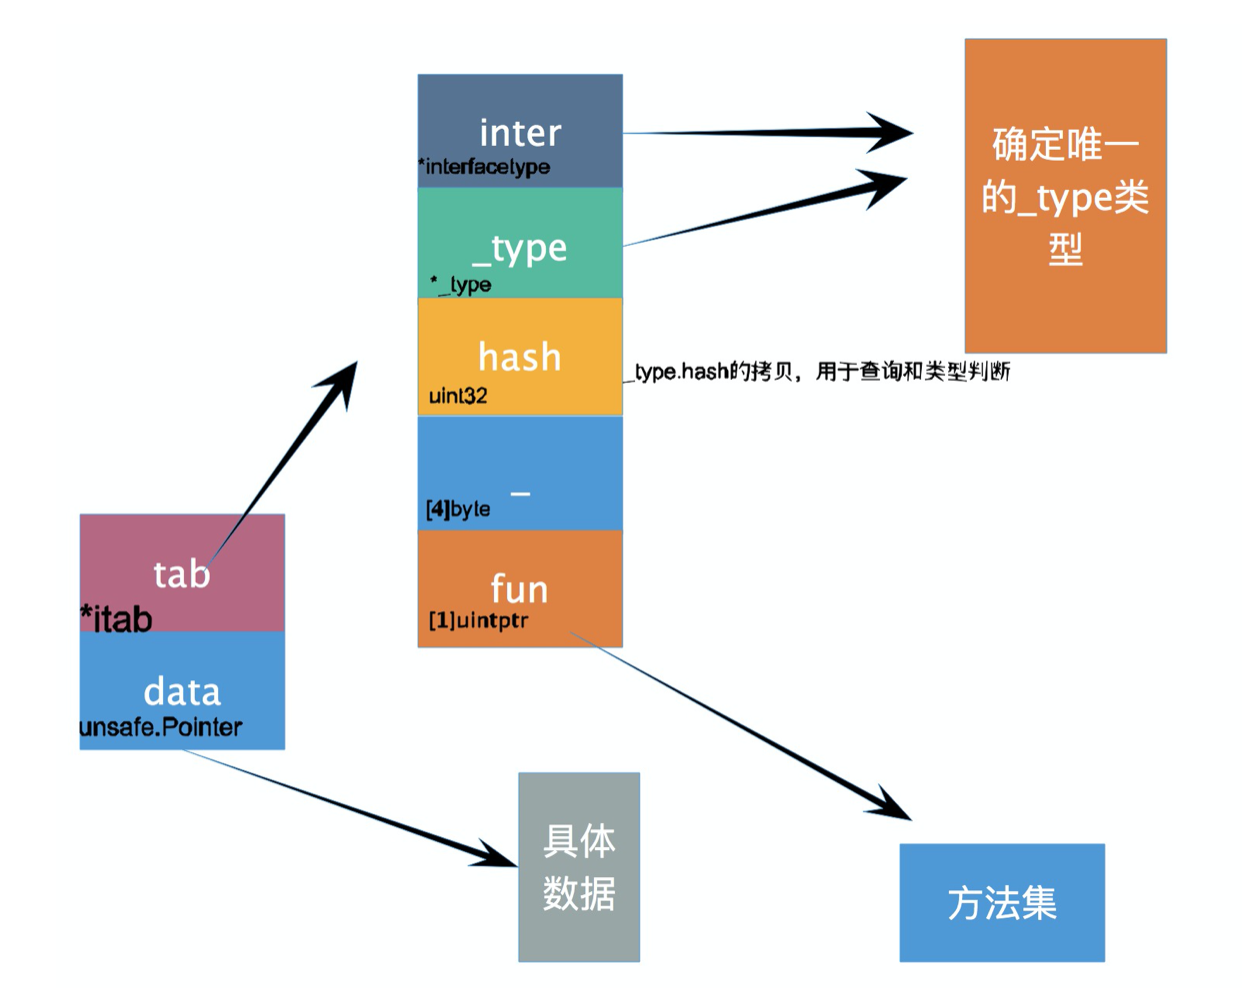 inter
*interfacetype
_type
*_type
hash
uint32
_type.hash的拷贝，用于查询和类型判断
_
[4]byte
fun
[1]uintptr
确定唯一
的_type类
型
tab
*itab
data
unsafe.Pointer
具体
数据
方法集